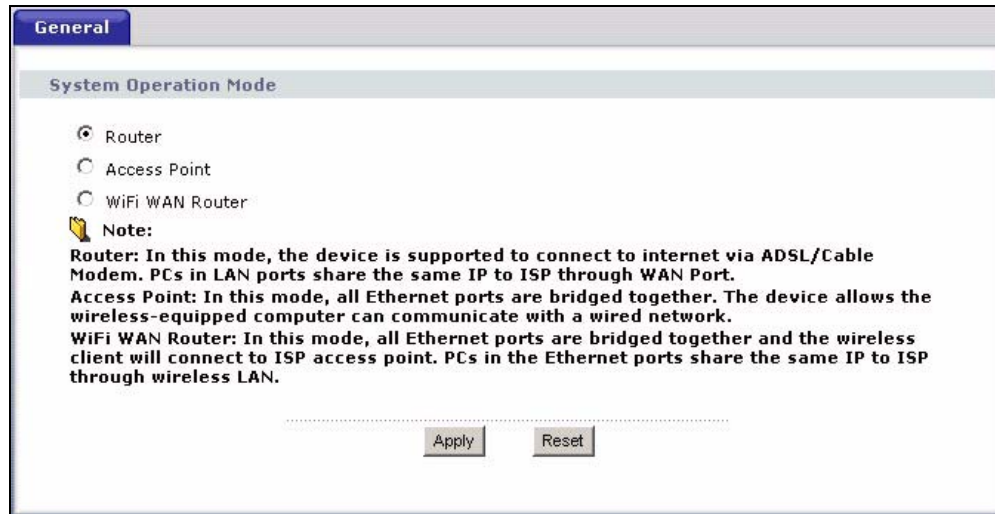 General
System Operation Mode
Router
Access Point
WiFi WAN Router
Note:
Router: In this mode, the device is supported to connect to internet via ADSL/Cable
Modem. PCs in LAN ports share the same IP to ISP through WAN Port.
Access Point: In this mode, all Ethernet ports are bridged together. The device allows the
wireless-equipped computer can communicate with a wired network.
WiFi WAN Router: In this mode, all Ethernet ports are bridged together and the wireless
client will connect to ISP access point. PCs in the Ethernet ports share the same IP to ISP
through wireless LAN.
Apply Reset